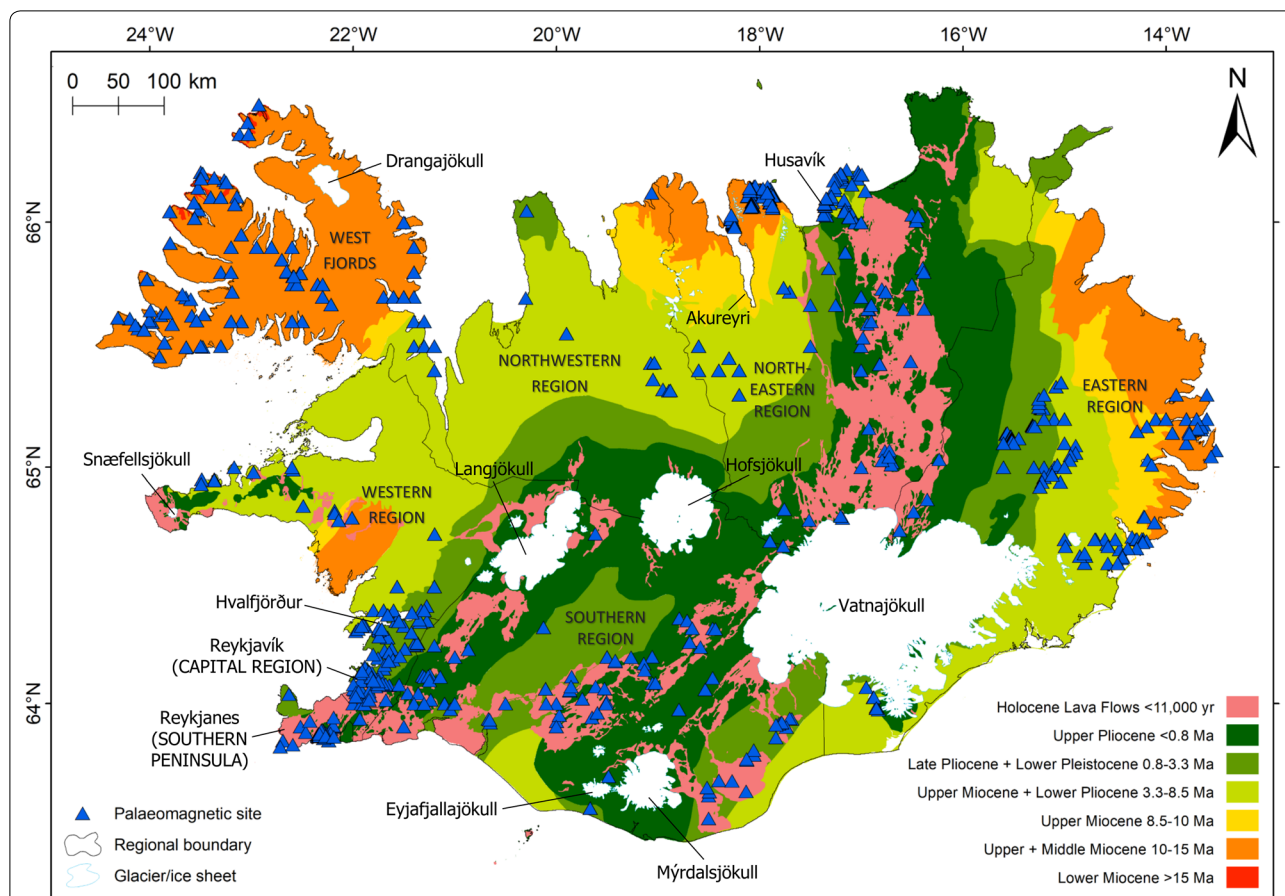 24°W 22°W 20°W 18°W 16°W 14°W
0 50 100 km
N
Drangajökull
Husavík
66°N
66°N
WEST
FJORDS
Akureyri
NORTHWESTERN
REGION
NORTH-
EASTERN
REGION
EASTERN
REGION
65°N
65°N
Snæfellsjökull
Langjökull
Hofsjökull
WESTERN
REGION
Hvalfjörður
Vatnajökull
SOUTHERN
REGION
Reykjavík
(CAPITAL REGION)
64°N
64°N
Reykjanes
(SOUTHERN
PENINSULA)
Eyjafjallajökull
Mýrdalsjökull
Palaeomagnetic site
Regional boundary
Glacier/ice sheet
Holocene Lava Flows <11,000 yr
Upper Pliocene <0.8 Ma
Late Pliocene + Lower Pleistocene 0.8-3.3 Ma
Upper Miocene + Lower Pliocene 3.3-8.5 Ma
Upper Miocene 8.5-10 Ma
Upper + Middle Miocene 10-15 Ma
Lower Miocene >15 Ma